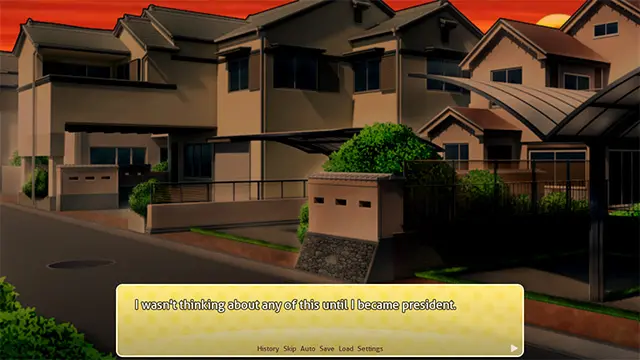 I wasn't thinking about any of this until I became president.
History Skip Auto Save Load Settings